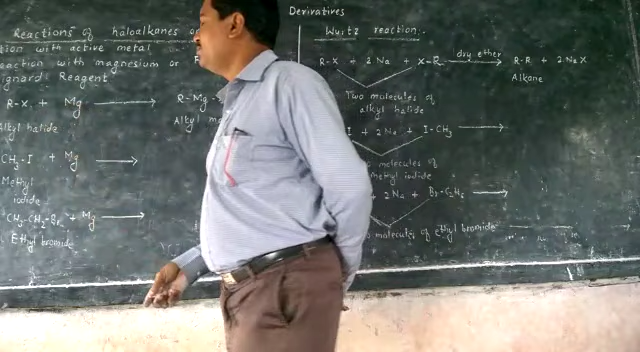 Derivatives
Reactions of haloalkanes
tion with active metal
eaction with magnesium or
ignard Reagent
R-X + Mg ⟶ R-Mg-
Alkyl halide Alkyl m
CH₃-I + Mg ⟶
Methyl iodide
CH₃-CH₂-Br + Mg ⟶
Ethyl bromide
Wurtz reaction.
R-X + 2Na + X-R dry ether⟶ R-R + 2NaX
Alkane
Two molecules of
alkyl halide
I + 2Na + I-CH₃ ⟶
molecules of
methyl iodide
+ 2Na + Br-C₂H₅ ⟶
molecules of ethyl bromide